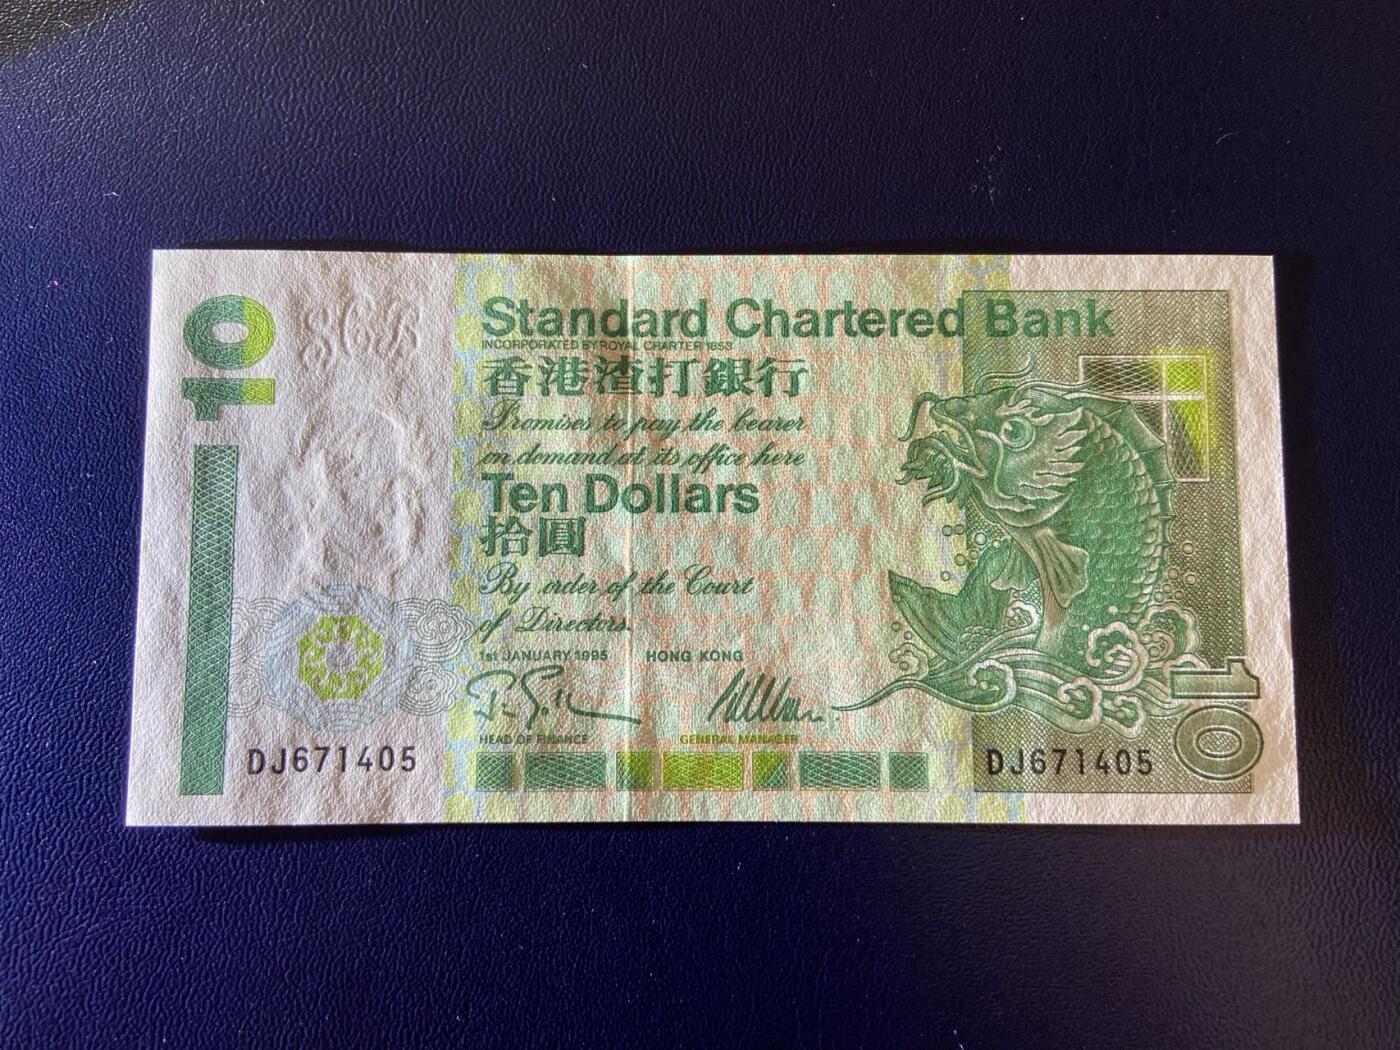 10
SCB
Standard Chartered Bank
INCORPORATED BY ROYAL CHARTER 1853
香港渣打銀行
Promises to pay the bearer
on demand at its office here
Ten Dollars
拾圓
By order of the Court
of Directors.
1st JANUARY 1995 HONG KONG
HEAD OF FINANCE GENERAL MANAGER
DJ671405
DJ671405
10